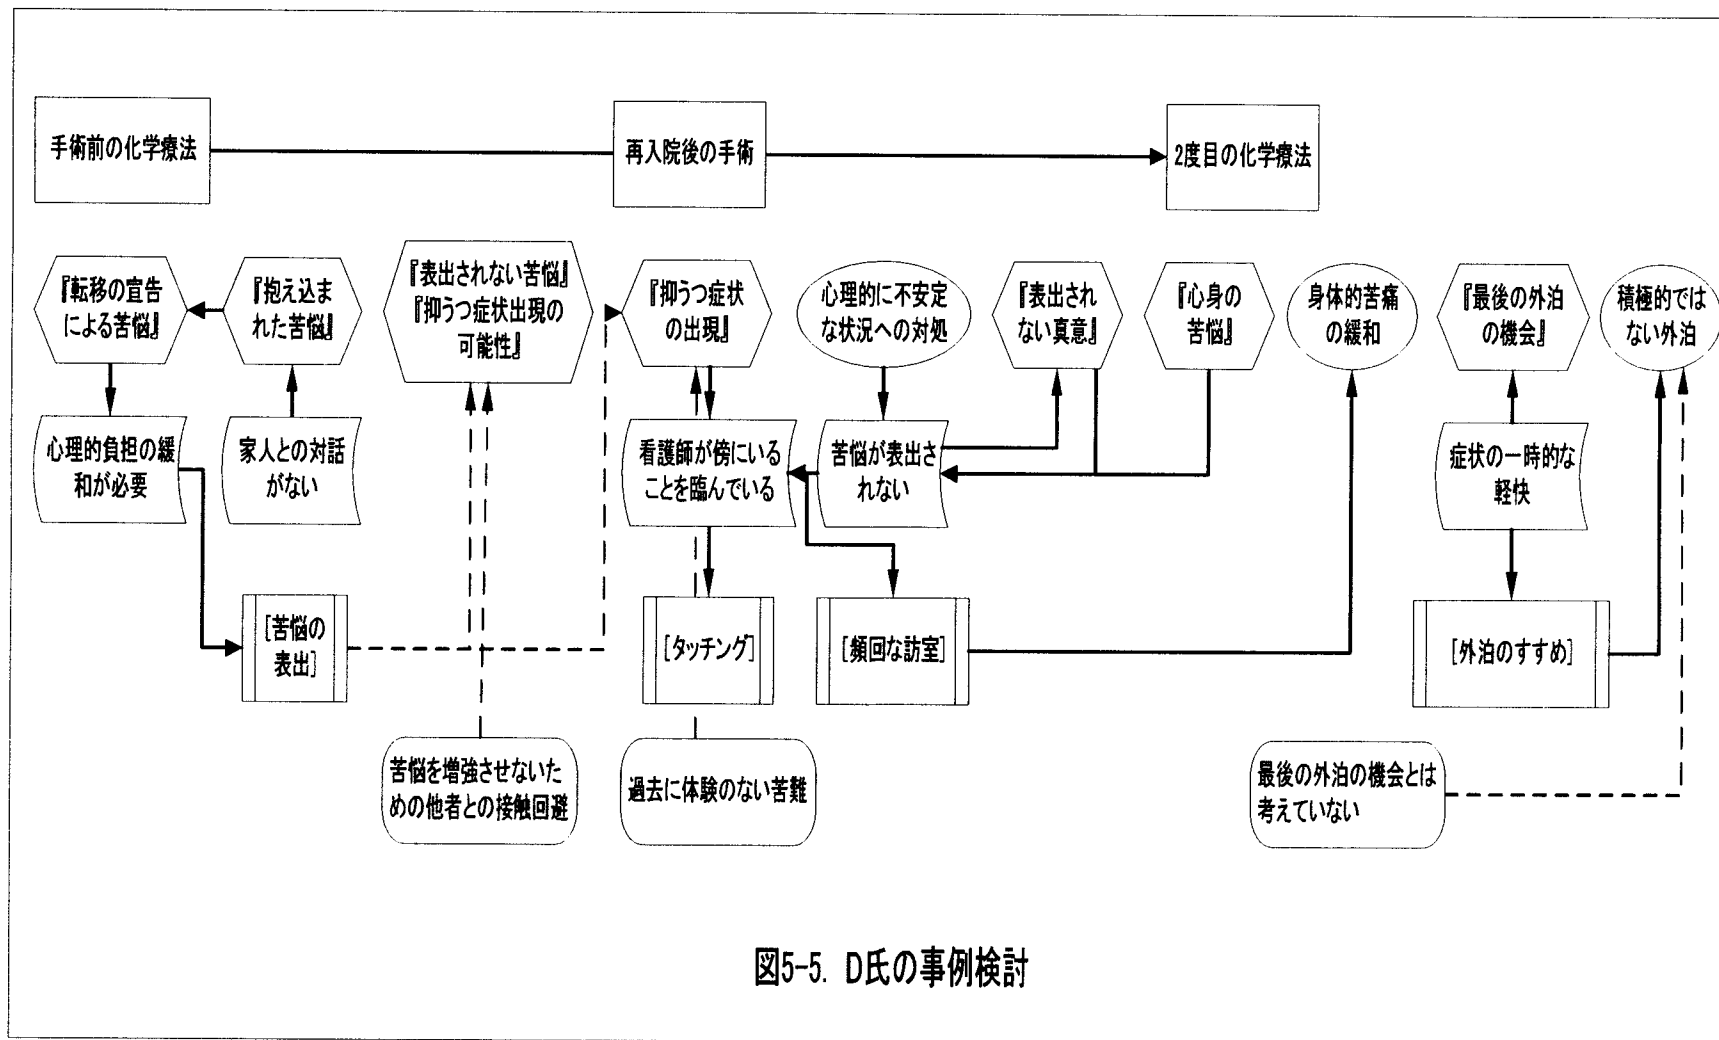 手術前の化学療法
再入院後の手術
2度目の化学療法
『転移の宣告
による苦悩』
『抱え込ま
れた苦悩』
『表出されない苦悩』
『抑うつ症状出現の
可能性』
『抑うつ症状
の出現』
心理的に不安定
な状況への対処
『表出され
ない真意』
『心身の
苦悩』
身体的苦痛
の緩和
『最後の外泊
の機会』
積極的では
ない外泊
心理的負担の緩
和が必要
家人との対話
がない
看護師が傍にいる
ことを臨んでいる
苦悩が表出さ
れない
症状の一時的な
軽快
[苦悩の
表出]
[タッチング]
[頻回な訪室]
[外泊のすすめ]
苦悩を増強させないた
めの他者との接触回避
過去に体験のない苦難
最後の外泊の機会とは
考えていない
図5-5. D氏の事例検討